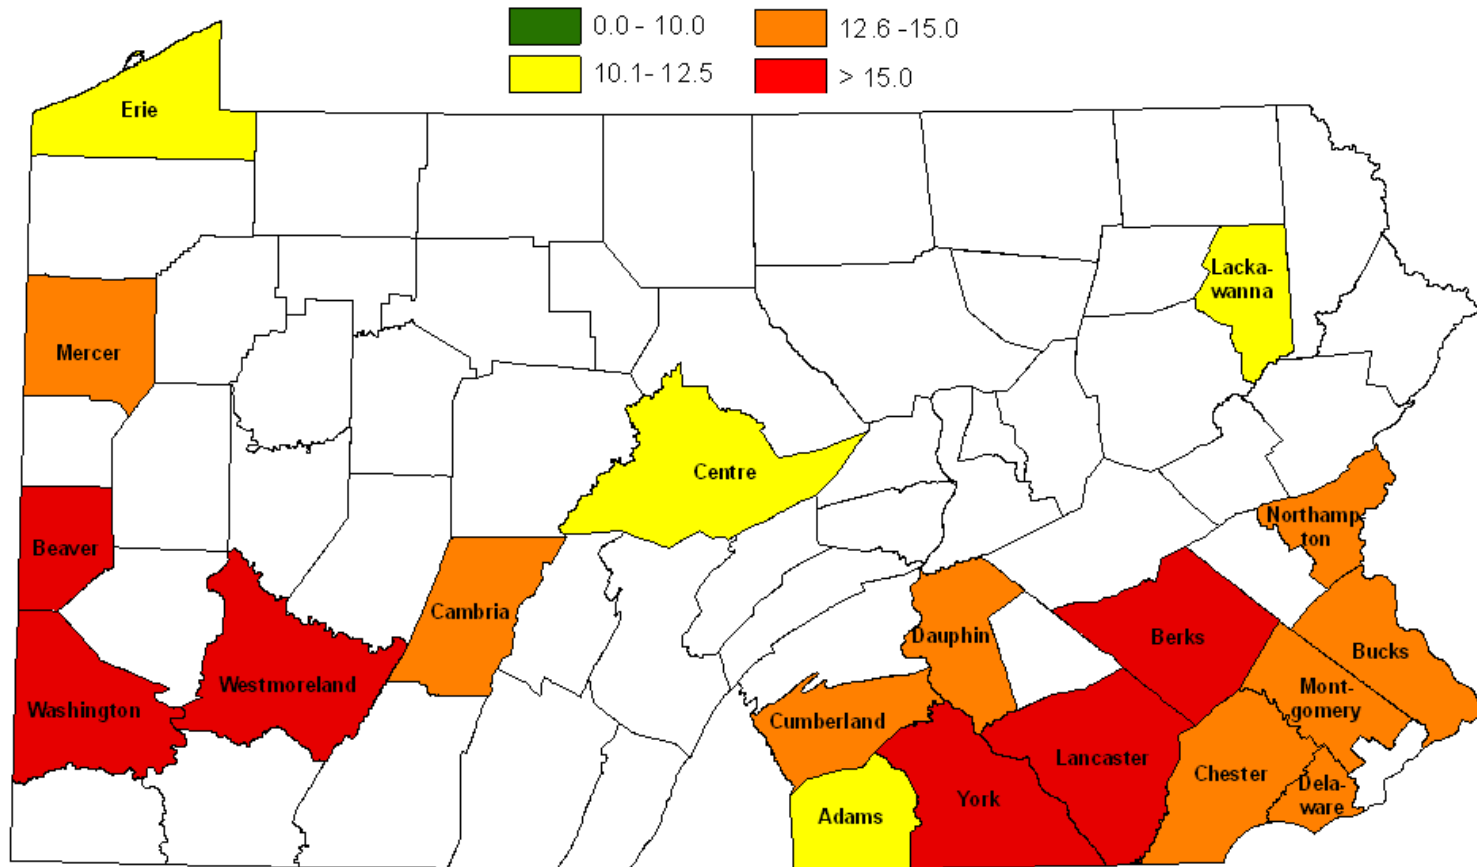 0.0 - 10.0
12.6 -15.0
10.1- 12.5
> 15.0
Erie
Lacka-
wanna
Mercer
Centre
Northamp
ton
Beaver
Cambria
Dauphin
Berks
Bucks
Westmoreland
Mont-
gomery
Washington
Cumberland
Lancaster
Chester
Dela-
ware
York
Adams